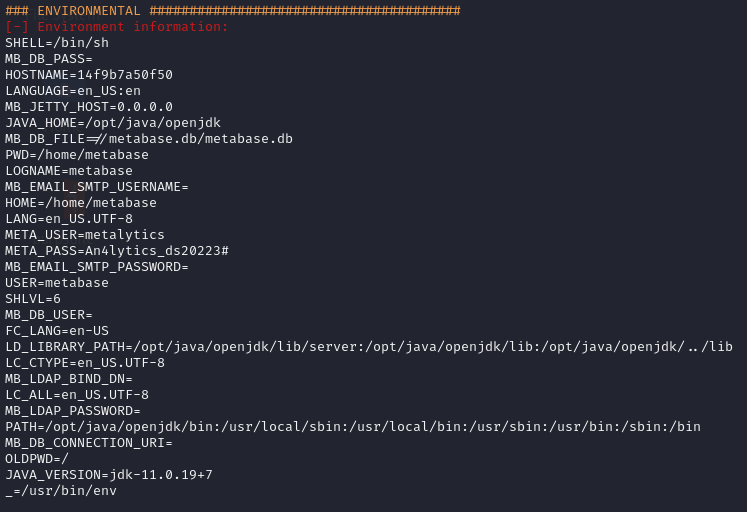 ### ENVIRONMENTAL #######################################
[-] Environment information:
SHELL=/bin/sh
MB_DB_PASS=
HOSTNAME=14f9b7a50f50
LANGUAGE=en_US:en
MB_JETTY_HOST=0.0.0.0
JAVA_HOME=/opt/java/openjdk
MB_DB_FILE=//metabase.db/metabase.db
PWD=/home/metabase
LOGNAME=metabase
MB_EMAIL_SMTP_USERNAME=
HOME=/home/metabase
LANG=en_US.UTF-8
META_USER=metalytics
META_PASS=An4lytics_ds20223#
MB_EMAIL_SMTP_PASSWORD=
USER=metabase
SHLVL=6
MB_DB_USER=
FC_LANG=en-US
LD_LIBRARY_PATH=/opt/java/openjdk/lib/server:/opt/java/openjdk/lib:/opt/java/openjdk/../lib
LC_CTYPE=en_US.UTF-8
MB_LDAP_BIND_DN=
LC_ALL=en_US.UTF-8
MB_LDAP_PASSWORD=
PATH=/opt/java/openjdk/bin:/usr/local/sbin:/usr/local/bin:/usr/sbin:/usr/bin:/sbin:/bin
MB_DB_CONNECTION_URI=
OLDPWD=/
JAVA_VERSION=jdk-11.0.19+7
_=/usr/bin/env